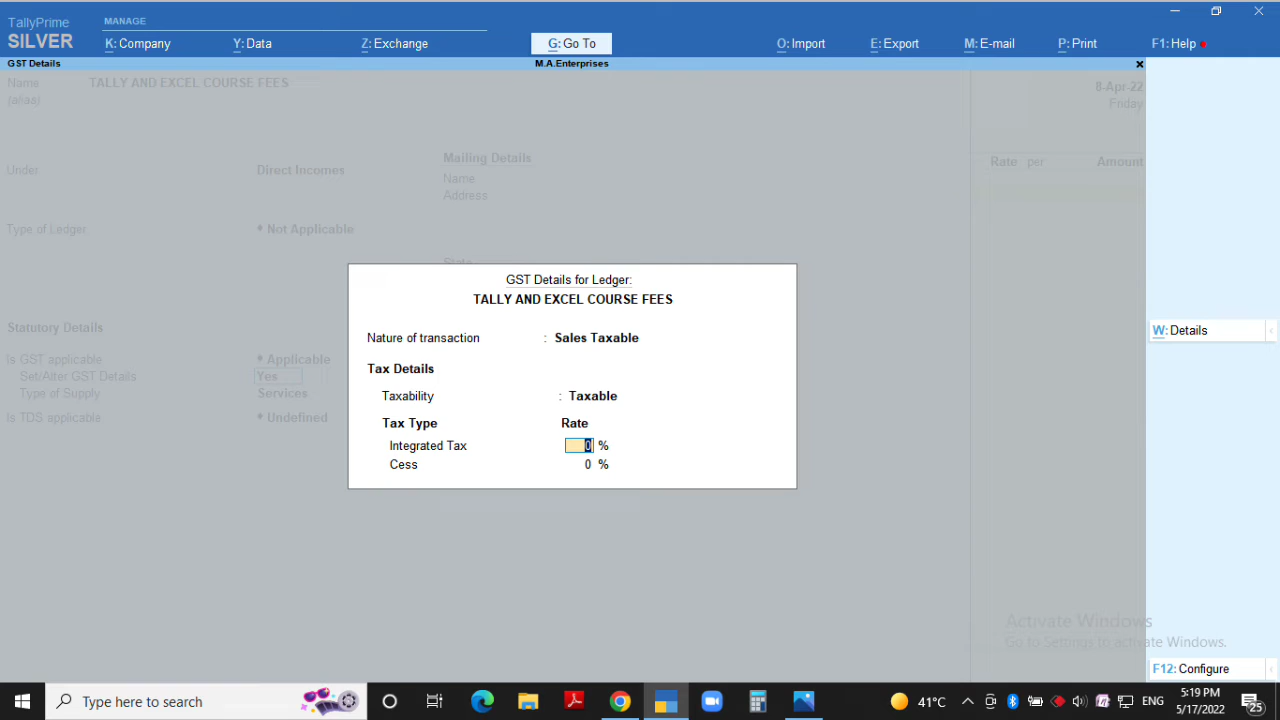 TallyPrime
SILVER
MANAGE
K: Company
Y: Data
Z: Exchange
G: Go To
O: Import
E: Export
M: E-mail
P: Print
F1: Help
GST Details
M.A.Enterprises
Name
TALLY AND EXCEL COURSE FEES
(alias)
8-Apr-22
Friday
Mailing Details
Under
Direct Incomes
Name
Address
Rate per
Amount
Type of Ledger
♦ Not Applicable
State
GST Details for Ledger:
TALLY AND EXCEL COURSE FEES
Nature of transaction : Sales Taxable
Tax Details
Taxability : Taxable
Tax Type Rate
Integrated Tax 0 %
Cess 0 %
Statutory Details
Is GST applicable ♦ Applicable
Set/Alter GST Details Yes
Type of Supply Services
Is TDS applicable ♦ Undefined
W: Details
Activate Windows
Go to Settings to activate Windows.
F12: Configure
Type here to search
41°C
ENG
5:19 PM
5/17/2022
25